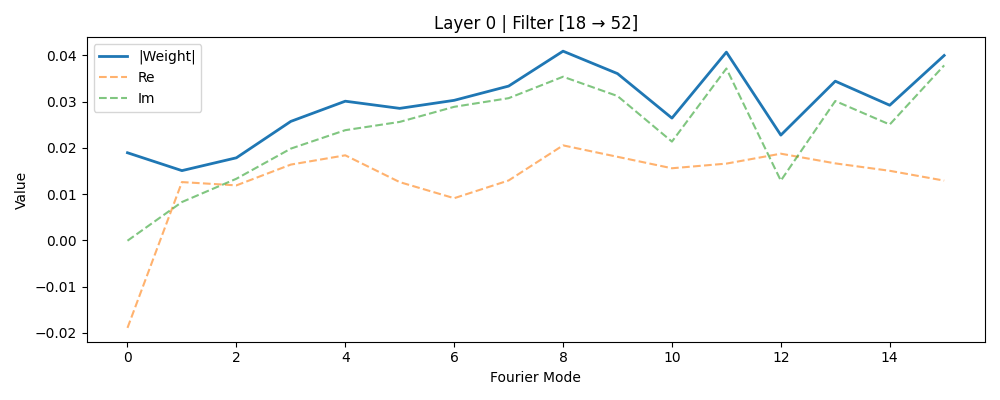 Layer 0 | Filter [18 → 52]
|Weight|
Re
Im
0.04
0.03
0.02
0.01
0.00
−0.01
−0.02
Value
0 2 4 6 8 10 12 14
Fourier Mode